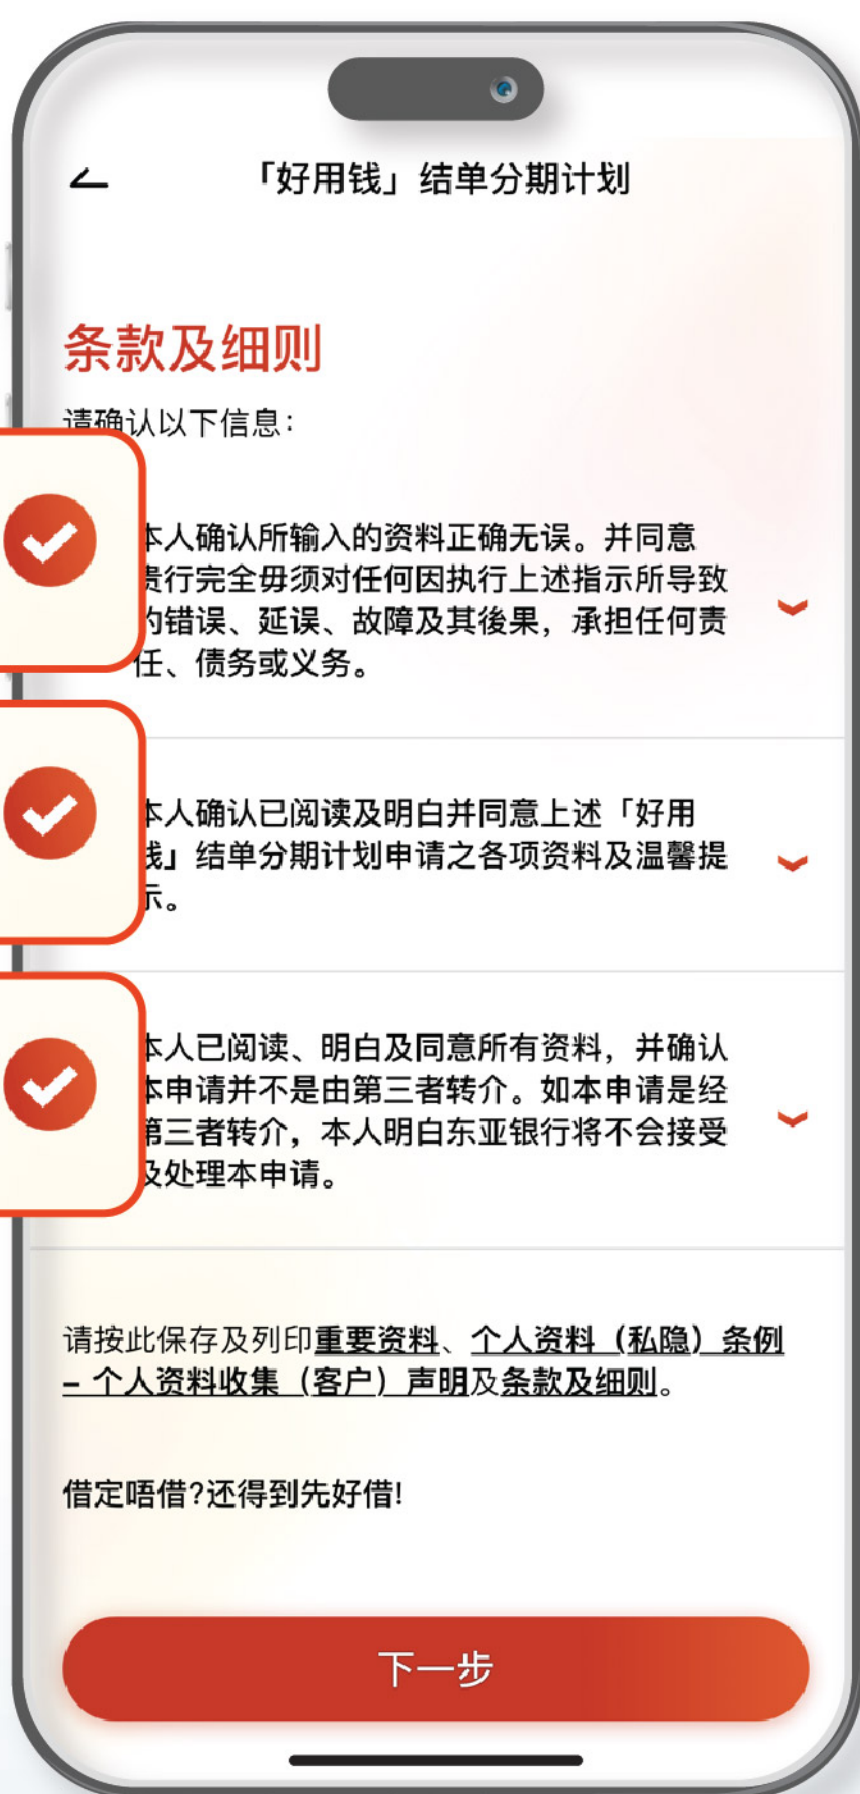 「好用钱」结单分期计划
条款及细则
请确认以下信息：
本人确认所输入的资料正确无误。并同意
贵行完全毋须对任何因执行上述指示所导致
的错误、延误、故障及其後果，承担任何责
任、债务或义务。
本人确认已阅读及明白并同意上述「好用
钱」结单分期计划申请之各项资料及温馨提
示。
本人已阅读、明白及同意所有资料，并确认
本申请并不是由第三者转介。如本申请是经
第三者转介，本人明白东亚银行将不会接受
及处理本申请。
请按此保存及列印重要资料、个人资料（私隐）条例
– 个人资料收集（客户）声明及条款及细则。
借定唔借?还得到先好借!
下一步